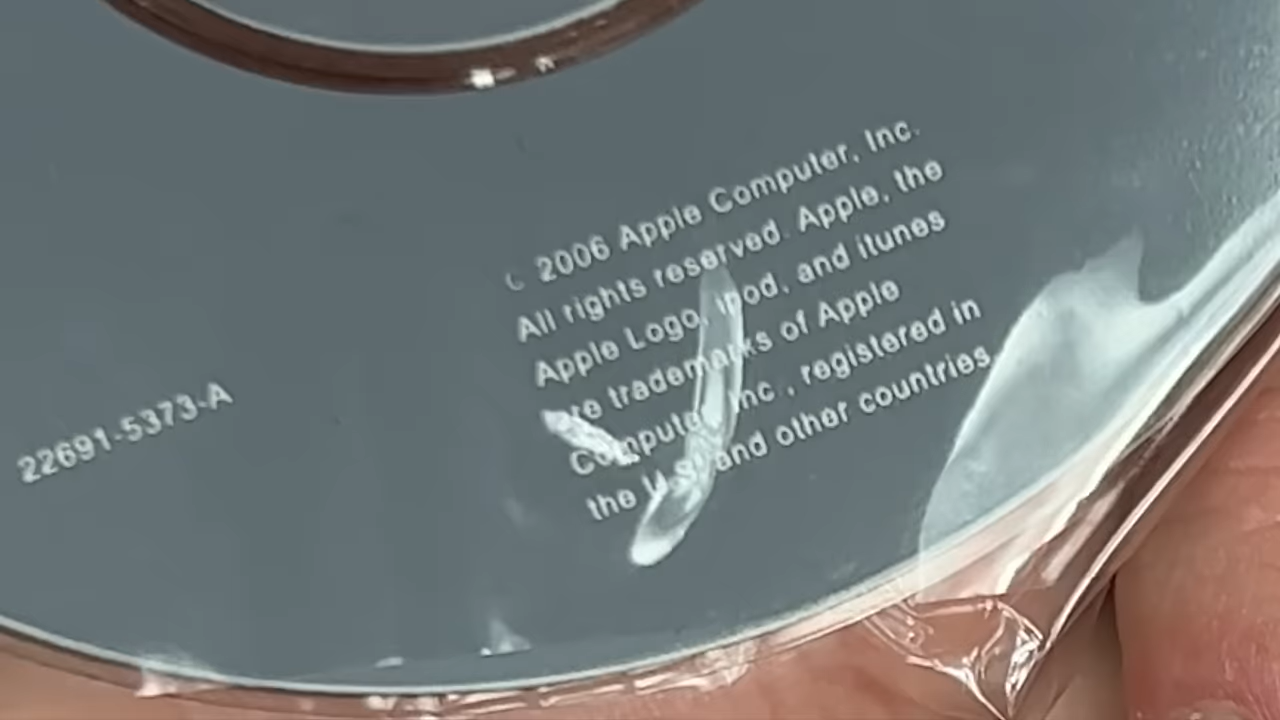 © 2006 Apple Computer, Inc.
All rights reserved. Apple, the
Apple Logo, ipod, and itunes
are trademarks of Apple
Computer, Inc., registered in
the U.S. and other countries.
22691-5373-A